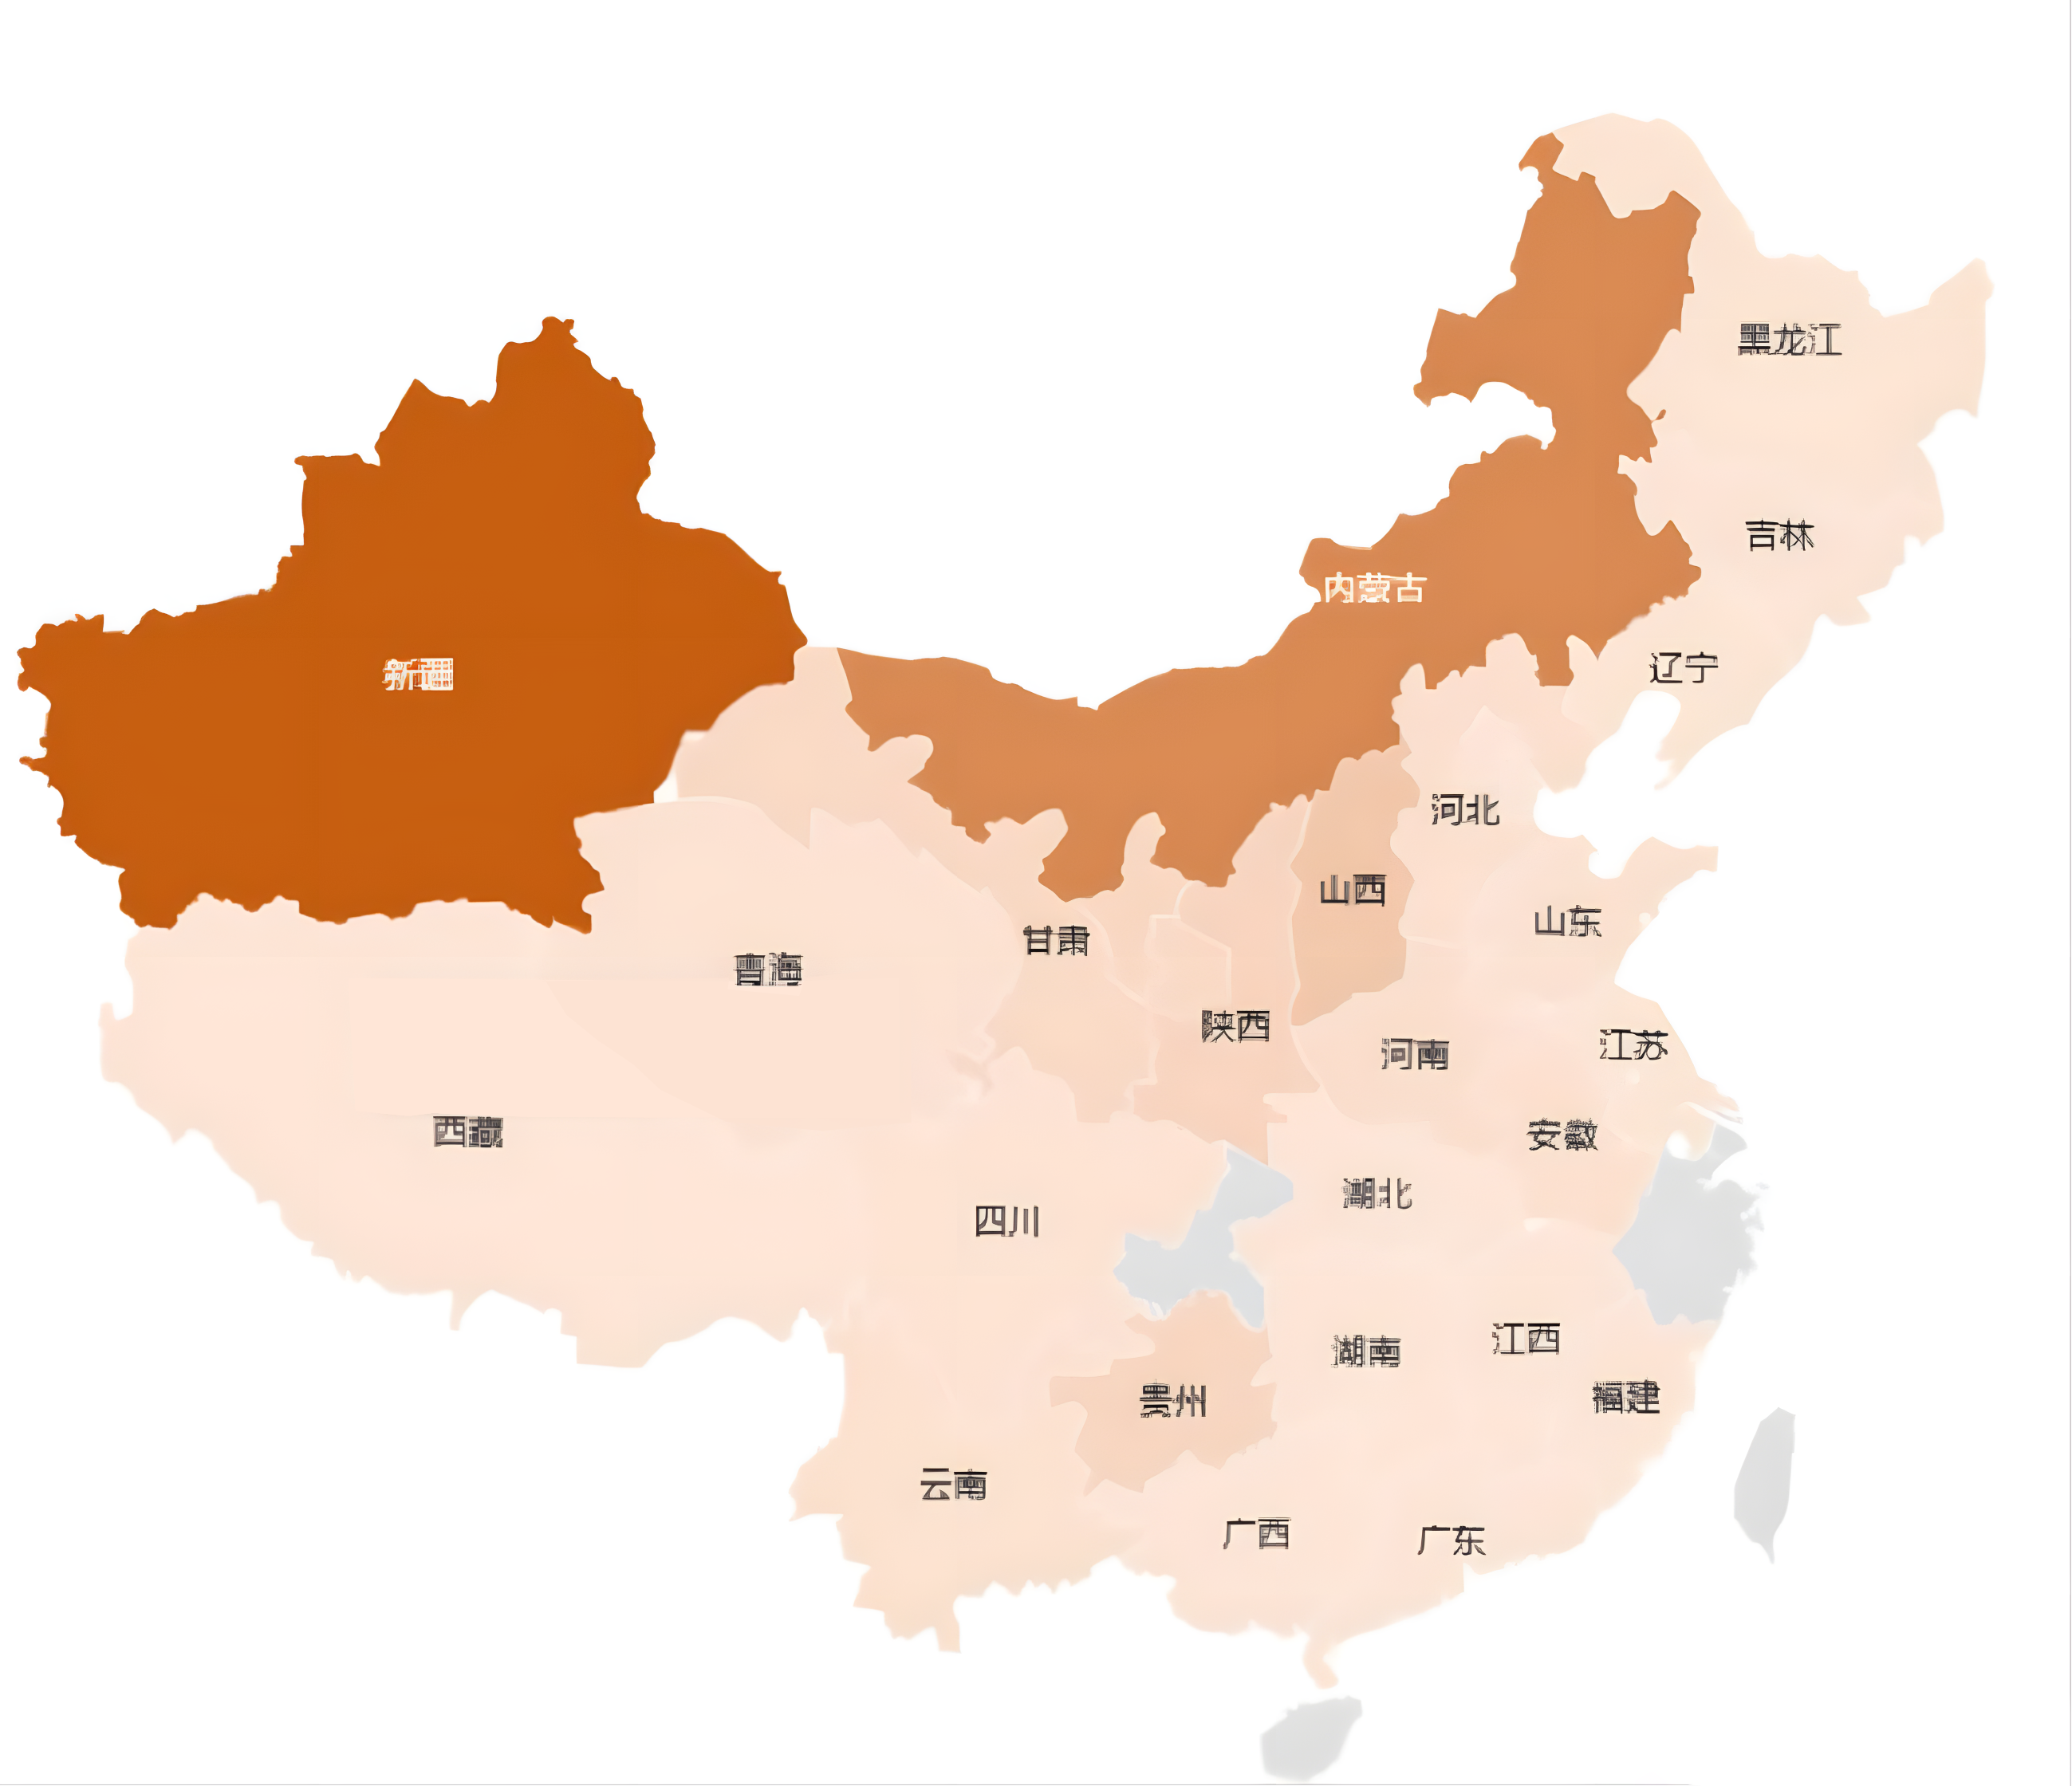 黑龙江
吉林
内蒙古
辽宁
新疆
河北
山西
山东
甘肃
青海
陕西
江苏
河南
西藏
安徽
湖北
四川
江西
湖南
福建
贵州
云南
广西
广东